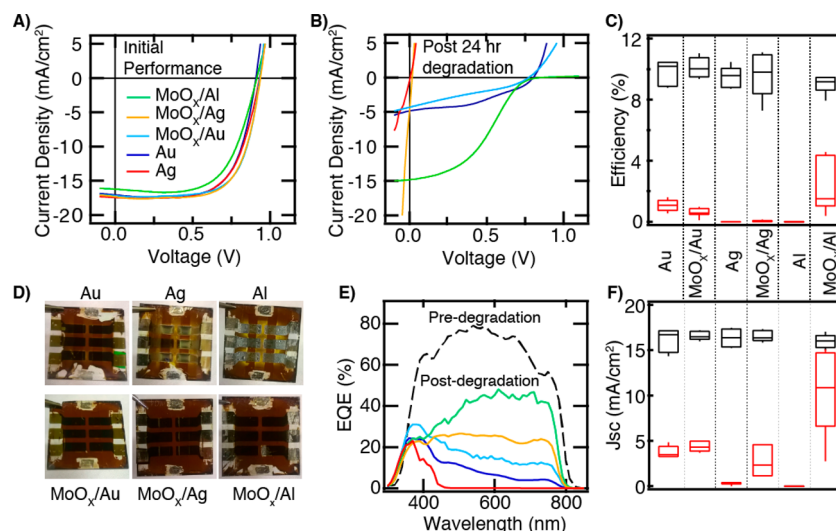 A)
Initial
Performance
MoOₓ/Al
MoOₓ/Ag
MoOₓ/Au
Au
Ag
Current Density (mA/cm²)
5
0
-5
-10
-15
-20
0.0
0.5
1.0
Voltage (V)
B)
Post 24 hr
degradation
Current Density (mA/cm²)
5
0
-5
-10
-15
-20
0.0
0.5
1.0
Voltage (V)
C)
Efficiency (%)
12
8
4
0
Au
MoOₓ/Au
Ag
MoOₓ/Ag
Al
MoOₓ/Al
D)
Au
Ag
Al
MoOₓ/Au
MoOₓ/Ag
MoOₓ/Al
E)
Pre-degradation
Post-degradation
EQE (%)
80
60
40
20
0
400
600
800
Wavelength (nm)
F)
Jsc (mA/cm²)
20
15
10
5
0